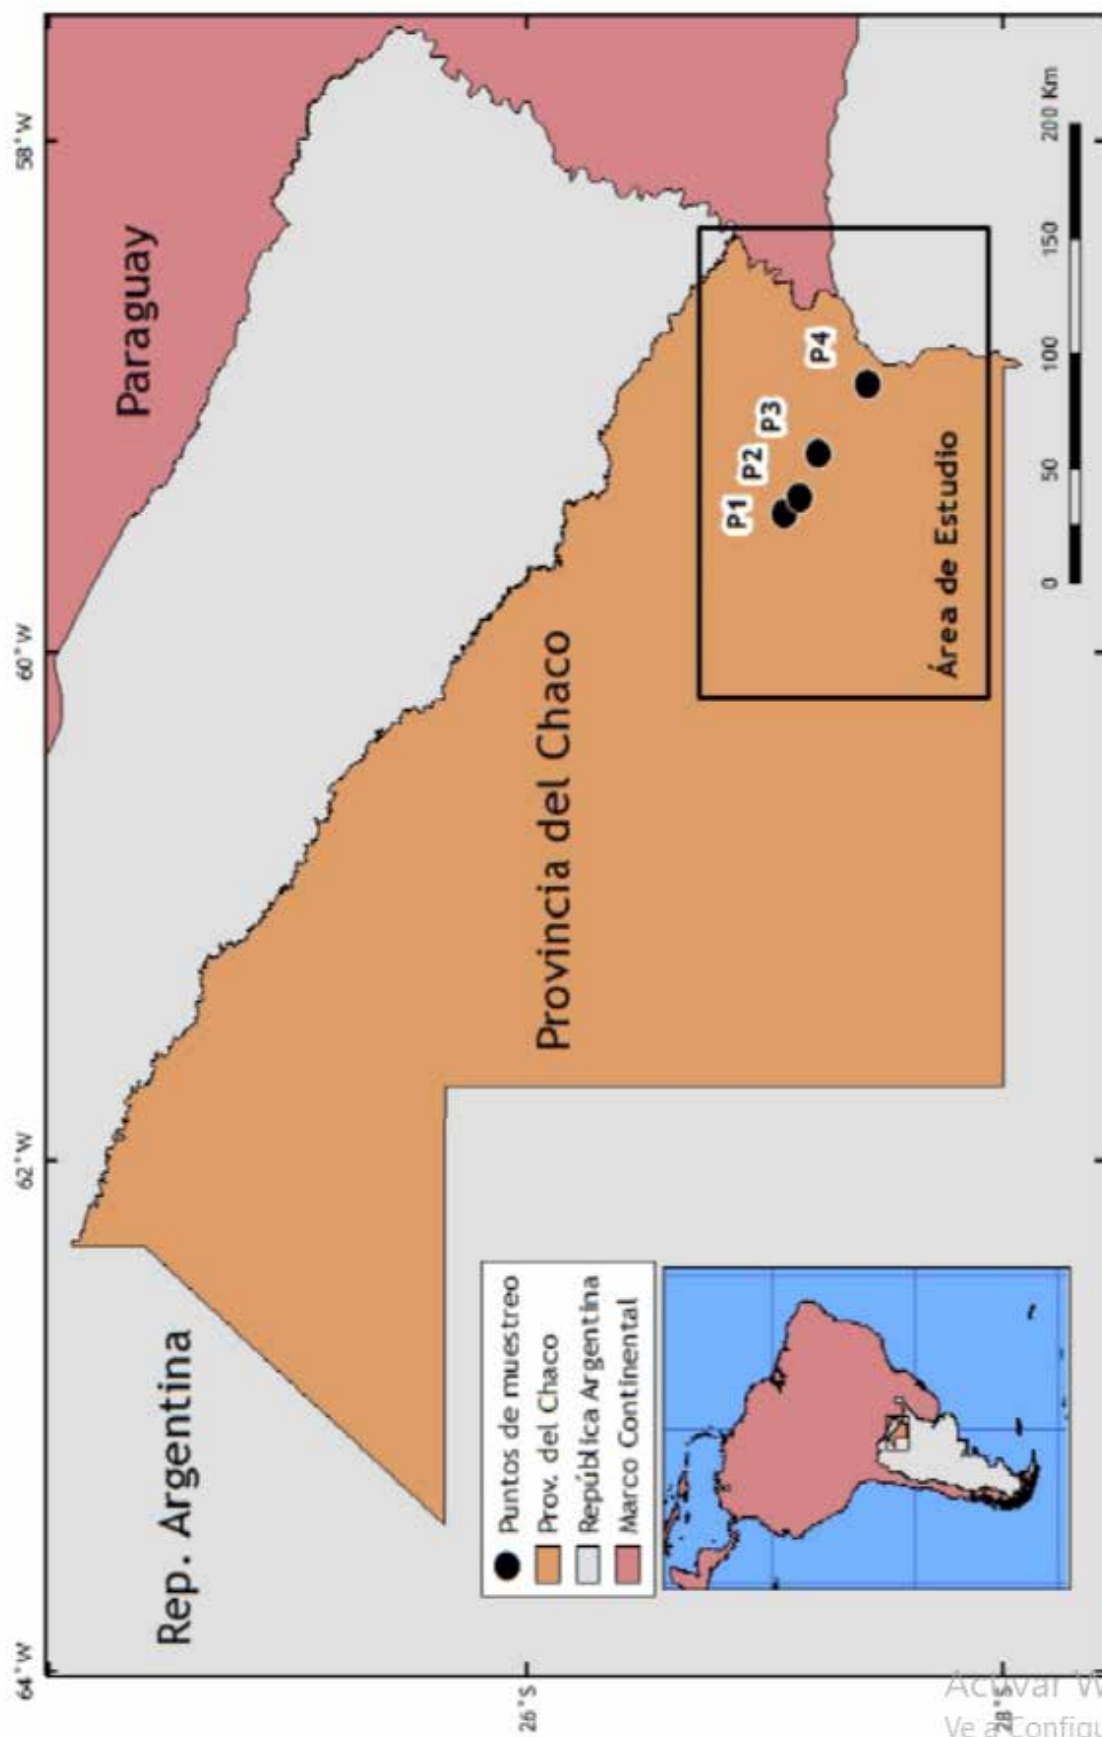 64°W
62°W
60°W
58°W
Rep. Argentina
Paraguay
Provincia del Chaco
26°S
28°S
P1
P2
P3
P4
Área de Estudio
0 50 100 150 200 Km
Puntos de muestreo
Prov. del Chaco
República Argentina
Marco Continental
Activar W
Ve a Configu